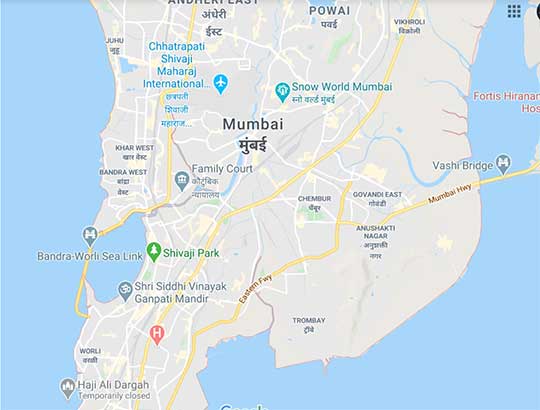 ANDHERI EAST
अंधेरी
ईस्ट
POWAI
पवई
VIKHROLI
विक्रोली
JUHU
जुहू
Chhatrapati
Shivaji
Maharaj
International...
छत्रपती
शिवाजी
महाराज...
Snow World Mumbai
स्नो वर्ल्ड मुंबई
Fortis Hiranan
Hos
Mumbai
मुंबई
KHAR WEST
खार वेस्ट
BANDRA WEST
बांद्रा
वेस्ट
Family Court
कौटुंबिक
न्यायालय
Vashi Bridge
Mumbai Hwy
CHEMBUR
चेंबूर
GOVANDI EAST
गोवंडी
ANUSHAKTI
NAGAR
अनुशक्ती
नगर
Bandra-Worli Sea Link
Shivaji Park
Shri Siddhi Vinayak
Ganpati Mandir
Eastern Fwy
TROMBAY
ट्रॉंबे
H
WORLI
वरळी
Haji Ali Dargah
Temporarily closed